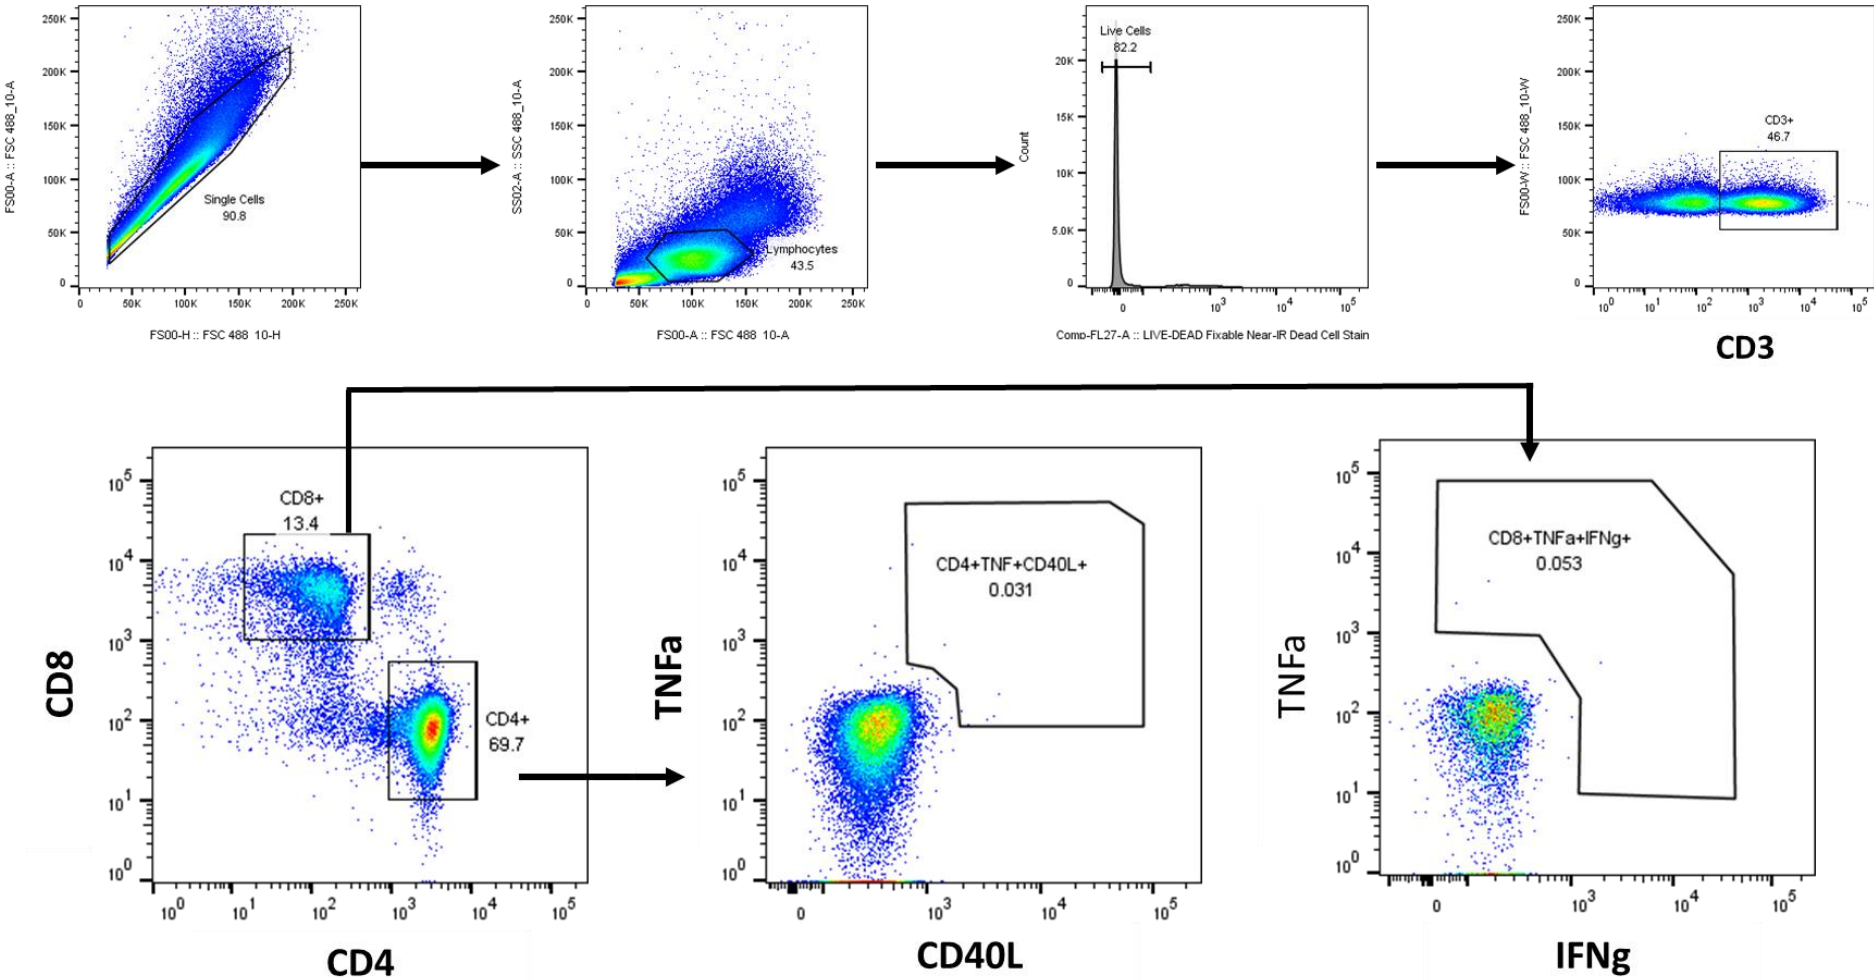 250K
200K
150K
100K
50K
0
FS00-A :: FSC 488_10-A
Single Cells
90.8
0 50K 100K 150K 200K 250K
FS00-H :: FSC 488_10-H
250K
200K
150K
100K
50K
0
SS02-A :: SSC 488_10-A
Lymphocytes
43.5
0 50K 100K 150K 200K 250K
FS00-A :: FSC 488_10-A
Live Cells
82.2
20K
15K
10K
5.0K
0
Count
0 10³ 10⁴ 10⁵
Comp-FL27-A :: LIVE-DEAD Fixable Near-IR Dead Cell Stain
250K
200K
150K
100K
50K
0
FS00-W :: FSC 488_10-W
CD3+
46.7
10⁰ 10¹ 10² 10³ 10⁴ 10⁵
CD3
10⁵
10⁴
10³
10²
10¹
10⁰
CD8
CD8+
13.4
CD4+
69.7
10⁰ 10¹ 10² 10³ 10⁴ 10⁵
CD4
10⁵
10⁴
10³
10²
10¹
10⁰
TNFa
CD4+TNF+CD40L+
0.031
0 10³ 10⁴ 10⁵
CD40L
10⁵
10⁴
10³
10²
10¹
10⁰
TNFa
CD8+TNFa+IFNg+
0.053
0 10³ 10⁴ 10⁵
IFNg